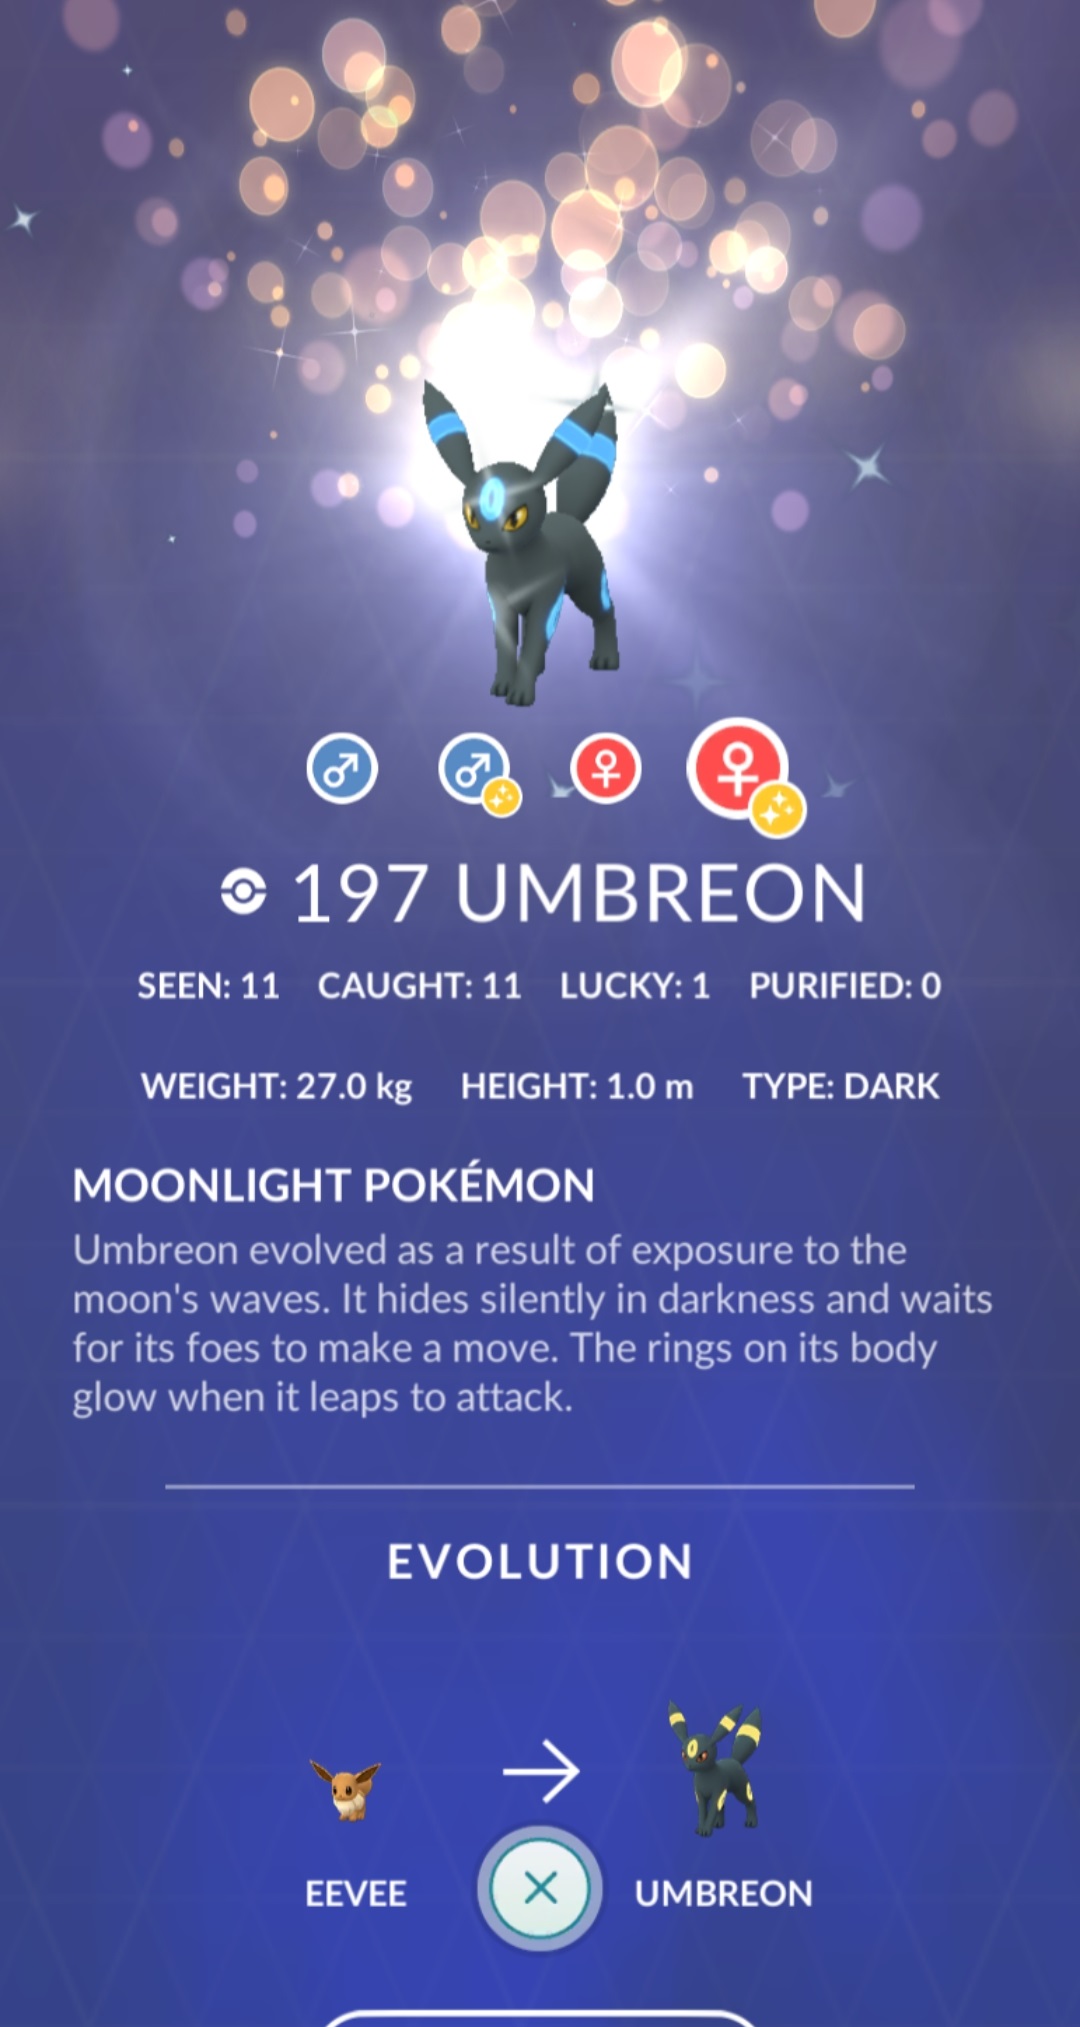 197 UMBREON
SEEN: 11 CAUGHT: 11 LUCKY: 1 PURIFIED: 0
WEIGHT: 27.0 kg HEIGHT: 1.0 m TYPE: DARK
MOONLIGHT POKÉMON
Umbreon evolved as a result of exposure to the
moon's waves. It hides silently in darkness and waits
for its foes to make a move. The rings on its body
glow when it leaps to attack.
EVOLUTION
EEVEE UMBREON